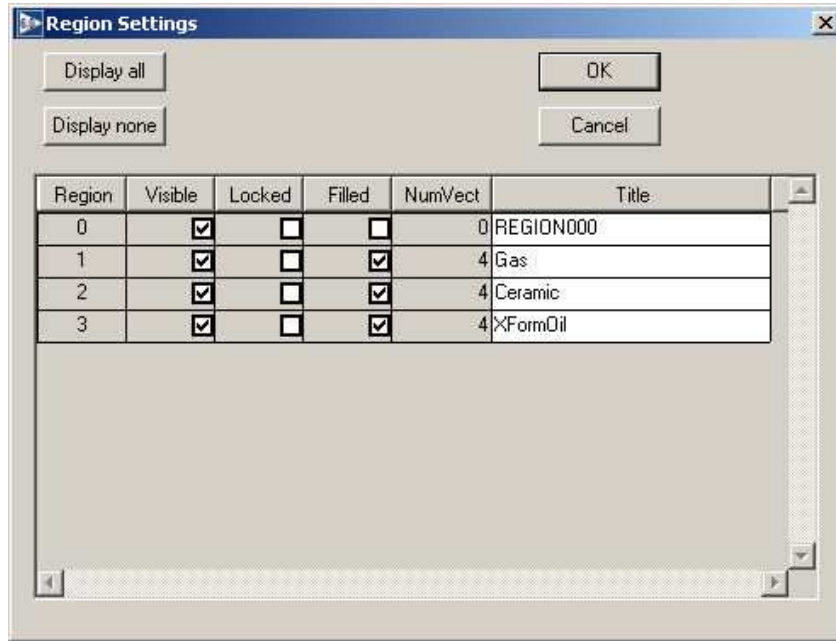 Region Settings
Display all
OK
Display none
Cancel
Region Visible Locked Filled NumVect Title
0 0 REGION000
1 4 Gas
2 4 Ceramic
3 4 XFormOil